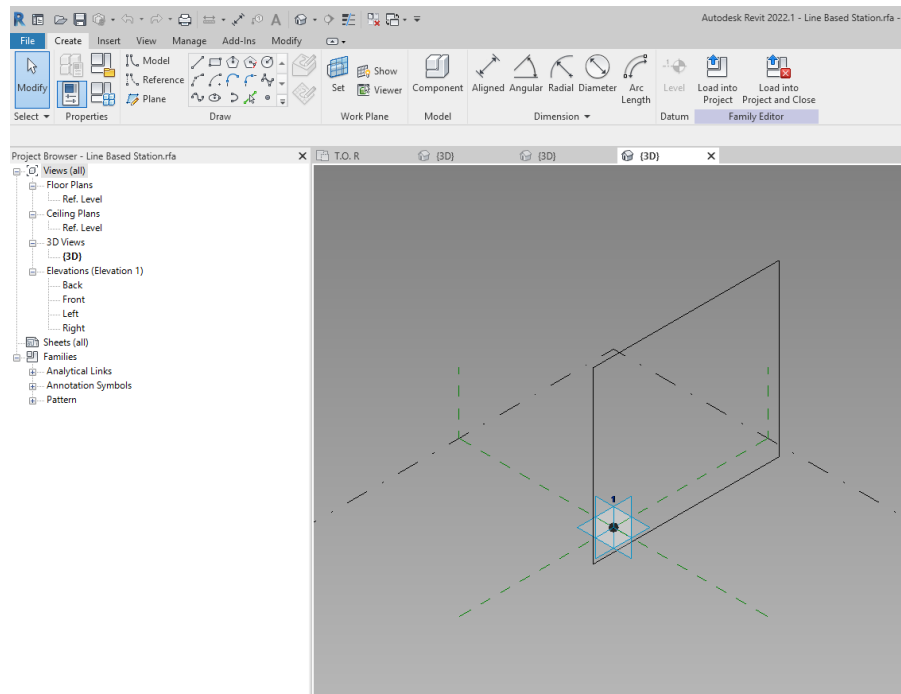 Autodesk Revit 2022.1 - Line Based Station.rfa -
File Create Insert View Manage Add-Ins Modify
Modify
Model
Reference
Plane
Set
Show
Viewer
Component
Aligned Angular Radial Diameter Arc Length
Level
Load into Project
Load into Project and Close
Select Properties Draw Work Plane Model Dimension Datum Family Editor
Project Browser - Line Based Station.rfa
T.O. R {3D} {3D} {3D}
Views (all)
Floor Plans
Ref. Level
Ceiling Plans
Ref. Level
3D Views
{3D}
Elevations (Elevation 1)
Back
Front
Left
Right
Sheets (all)
Families
Analytical Links
Annotation Symbols
Pattern
1